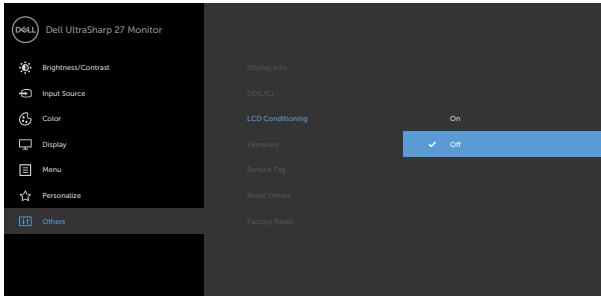 DELL
Dell UltraSharp 27 Monitor
Brightness/Contrast
Input Source
Color
Display
Menu
Personalize
Others
Display Info
DDC/CI
LCD Conditioning
Firmware
Service Tag
Reset Others
Factory Reset
On
Off